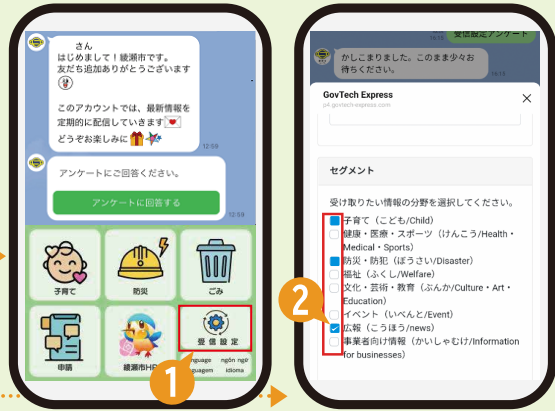 さん
はじめまして！綾瀬市です。
友だち追加ありがとうございます
このアカウントでは、最新情報を
定期的に配信していきます
どうぞお楽しみに
12:59
アンケートにご回答ください。
アンケートに回答する
12:59
子育て
防災
ごみ
申請
綾瀬市H
受信設定
nguage
ngôn ngữ
nguagem
idioma
1
受信設定アンケート
かしこまりました。このまま少々お
待ちください。
GovTech Express
p4.govtech-express.com
セグメント
受け取りたい情報の分野を選択してください。
子育て（こども/Child）
健康・医療・スポーツ（けんこう/Health・
Medical・Sports）
防災・防犯（ぼうさい/Disaster）
福祉（ふくし/Welfare）
文化・芸術・教育（ぶんか/Culture・Art・
Education）
イベント（いべんと/Event）
広報（こうほう/news）
事業者向け情報（かいしゃむけ/Information
for businesses）
2